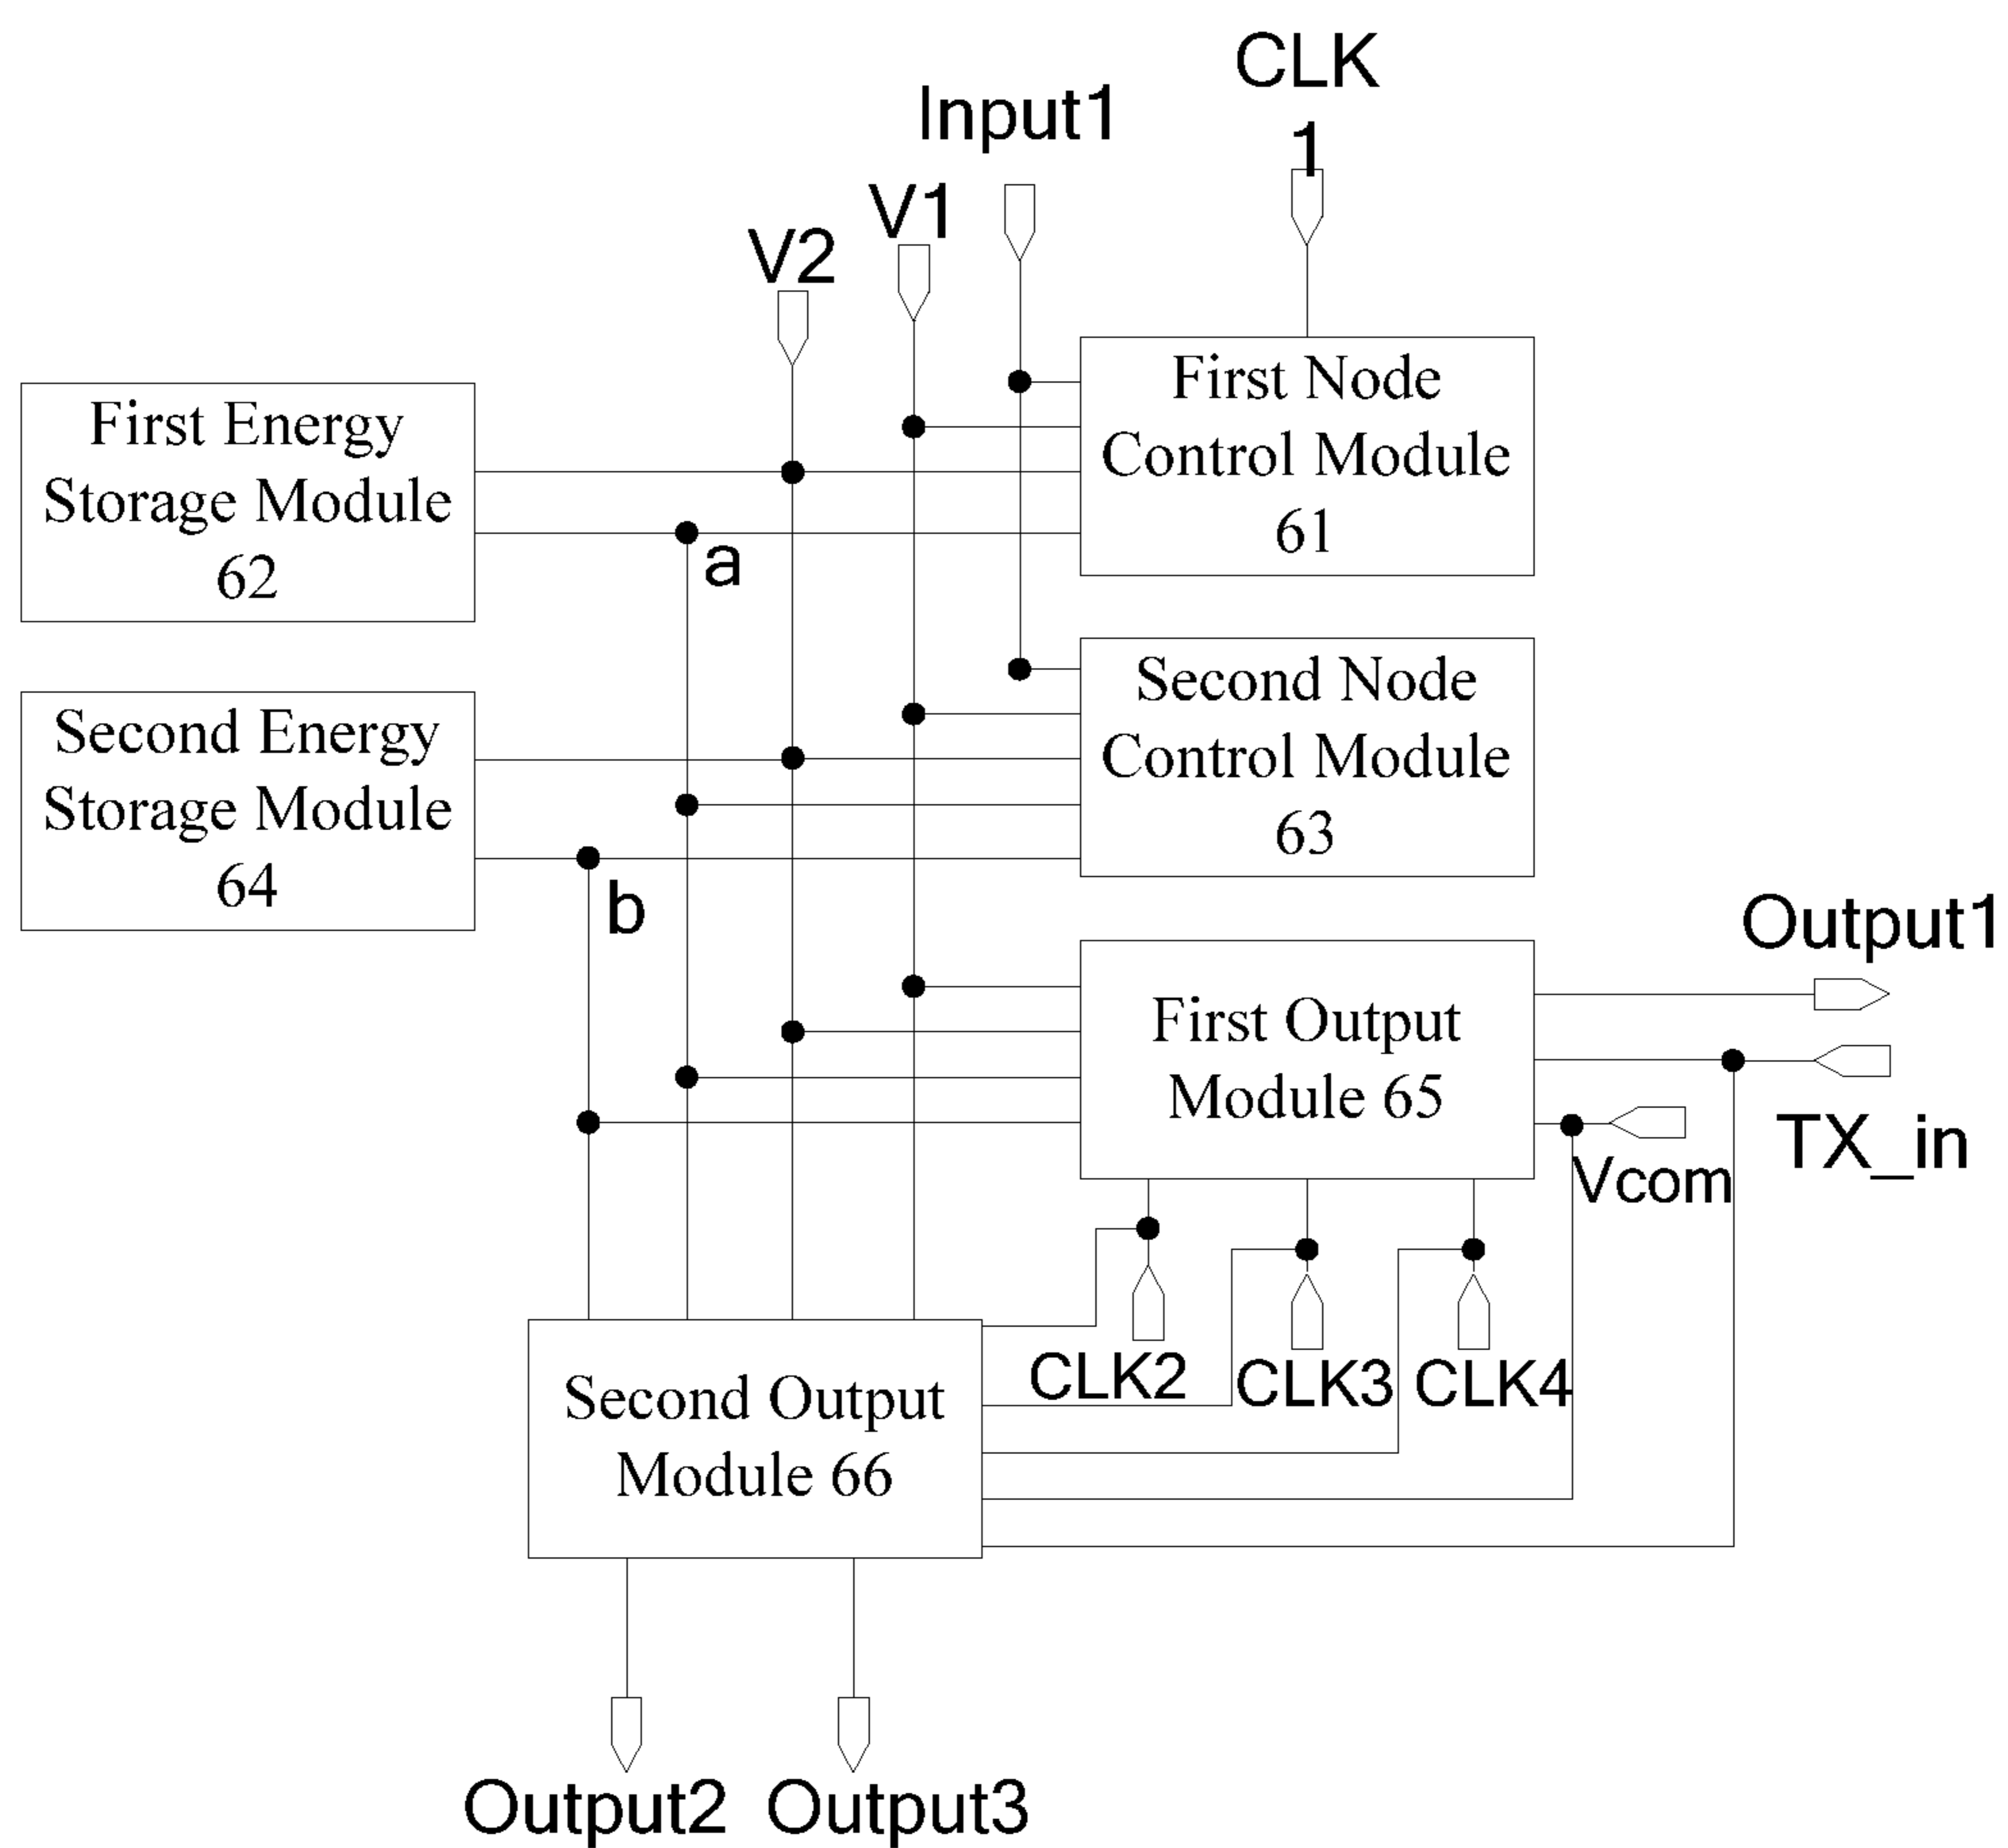 CLK
1
Input1
V1
V2
First Node
Control Module
61
First Energy
Storage Module
62
a
Second Node
Control Module
63
Second Energy
Storage Module
64
b
Output1
First Output
Module 65
TX_in
Vcom
CLK2
CLK3
CLK4
Second Output
Module 66
Output2
Output3